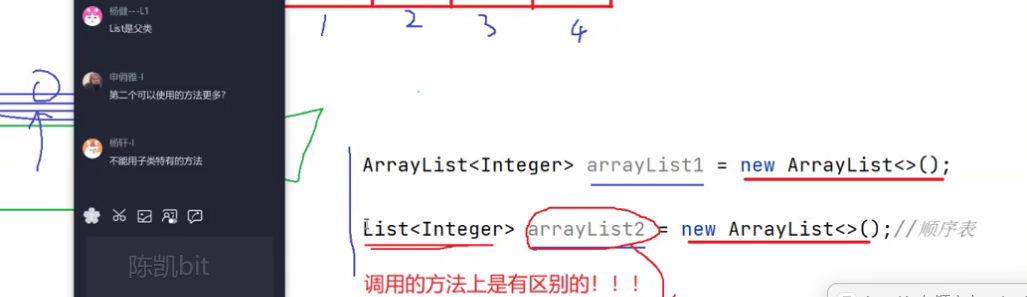 杨健---L1
List是父类
申俏雅-l
第二个可以使用的方法更多?
杨轩-l
不能用子类特有的方法
陈凯bit
1 2 3 4
0
ArrayList<Integer> arrayList1 = new ArrayList<>();
List<Integer> arrayList2 = new ArrayList<>();//顺序表
调用的方法上是有区别的！！！